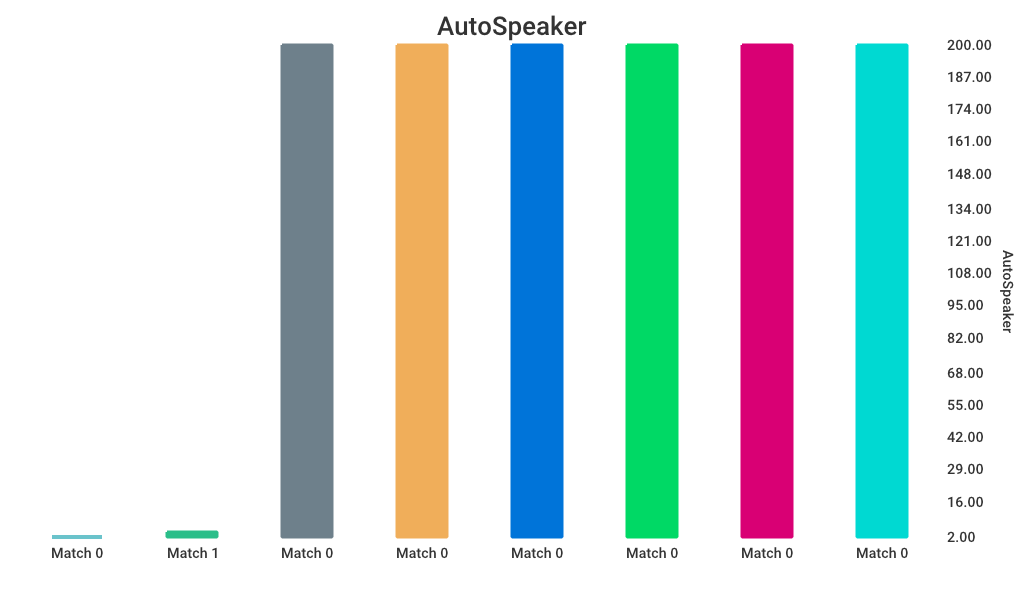 AutoSpeaker
200.00
187.00
174.00
161.00
148.00
134.00
121.00
108.00
95.00
82.00
68.00
55.00
42.00
29.00
16.00
2.00
AutoSpeaker
Match 0
Match 1
Match 0
Match 0
Match 0
Match 0
Match 0
Match 0